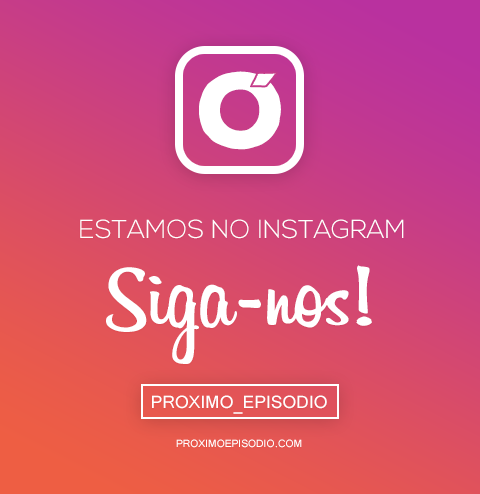 ESTAMOS NO INSTAGRAM
Siga-nos!
PROXIMO_EPISODIO
PROXIMOEPISODIO.COM